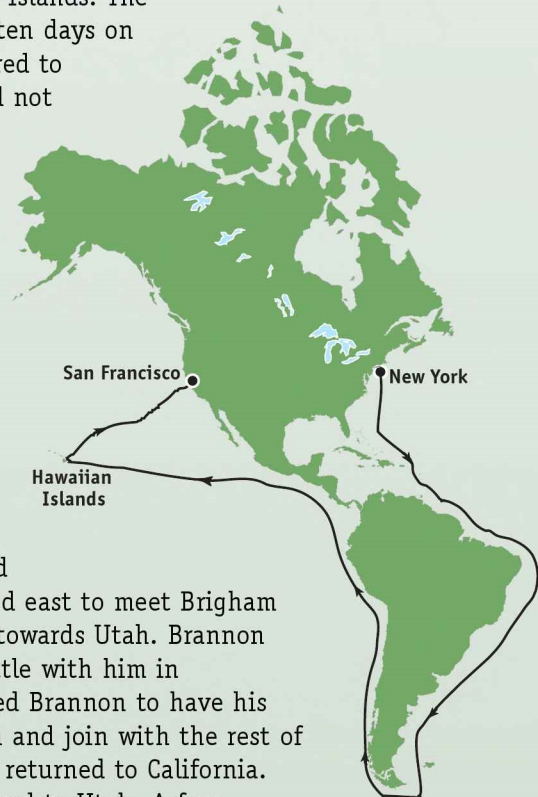 Islands. The
ten days on
red to
not
San Francisco
New York
Hawaiian
Islands
d
d east to meet Brigham
towards Utah. Brannon
tle with him in
ed Brannon to have his
and join with the rest of
returned to California.